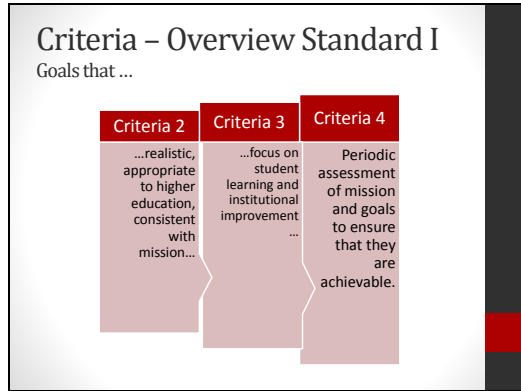 Criteria – Overview Standard I
Goals that …
Criteria 2
…realistic,
appropriate
to higher
education,
consistent
with
mission…
Criteria 3
…focus on
student
learning and
institutional
improvement
…
Criteria 4
Periodic
assessment
of mission
and goals
to ensure
that they
are
achievable.